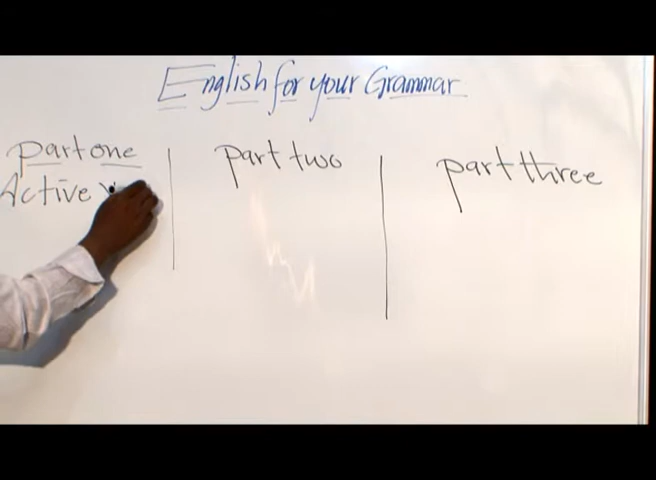 English for your Grammar
part one
part two
part three
Active